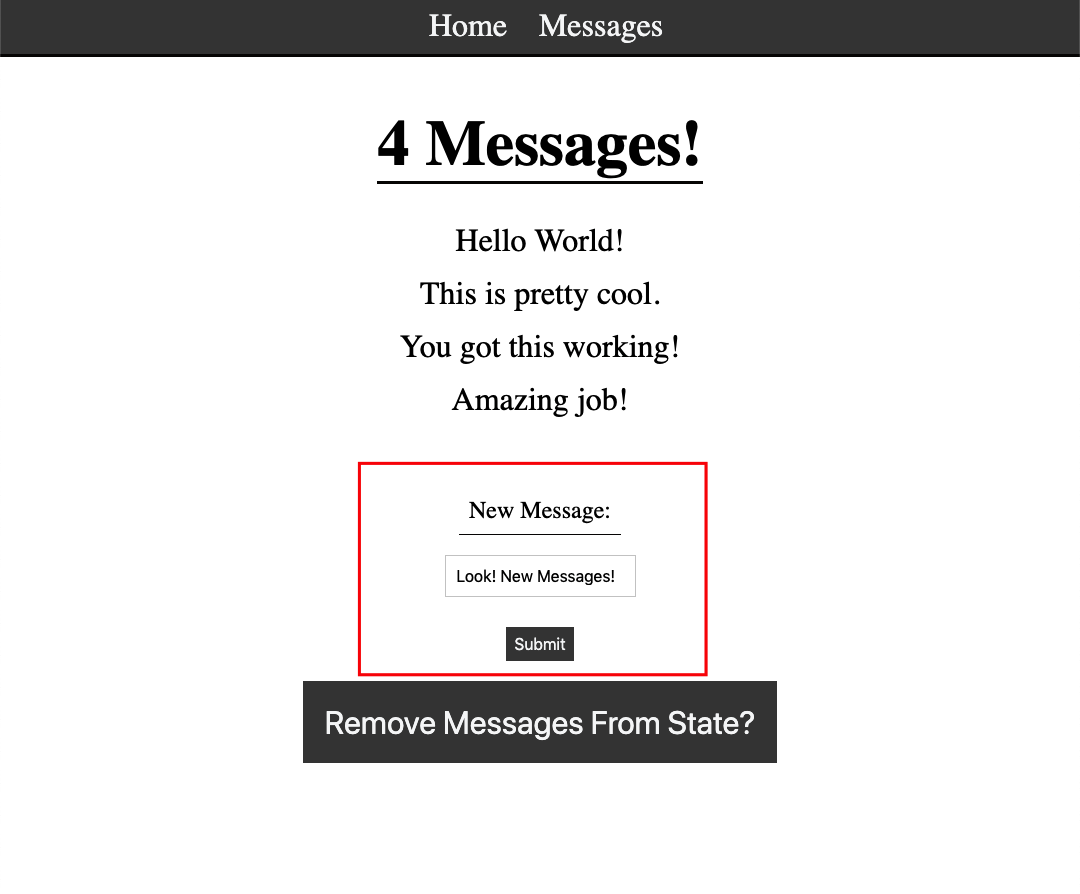 Home Messages
4 Messages!
Hello World!
This is pretty cool.
You got this working!
Amazing job!
New Message:
Look! New Messages!
Submit
Remove Messages From State?